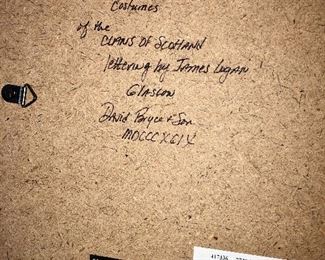 Costumes
of the
CLANS OF SCOTLAND
lettering by James Logan
GLASGOW
David Bryce & Son
MDCCCXCIX